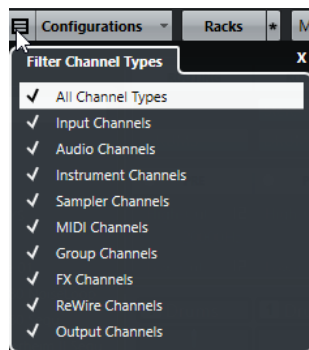 Configurations Racks * M
Filter Channel Types X
All Channel Types
Input Channels
Audio Channels
Instrument Channels
Sampler Channels
MIDI Channels
Group Channels
FX Channels
ReWire Channels
Output Channels